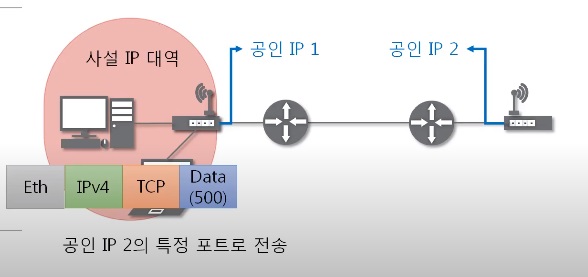 사설 IP 대역
공인 IP 1
공인 IP 2
Eth
IPv4
TCP
Data
(500)
공인 IP 2의 특정 포트로 전송